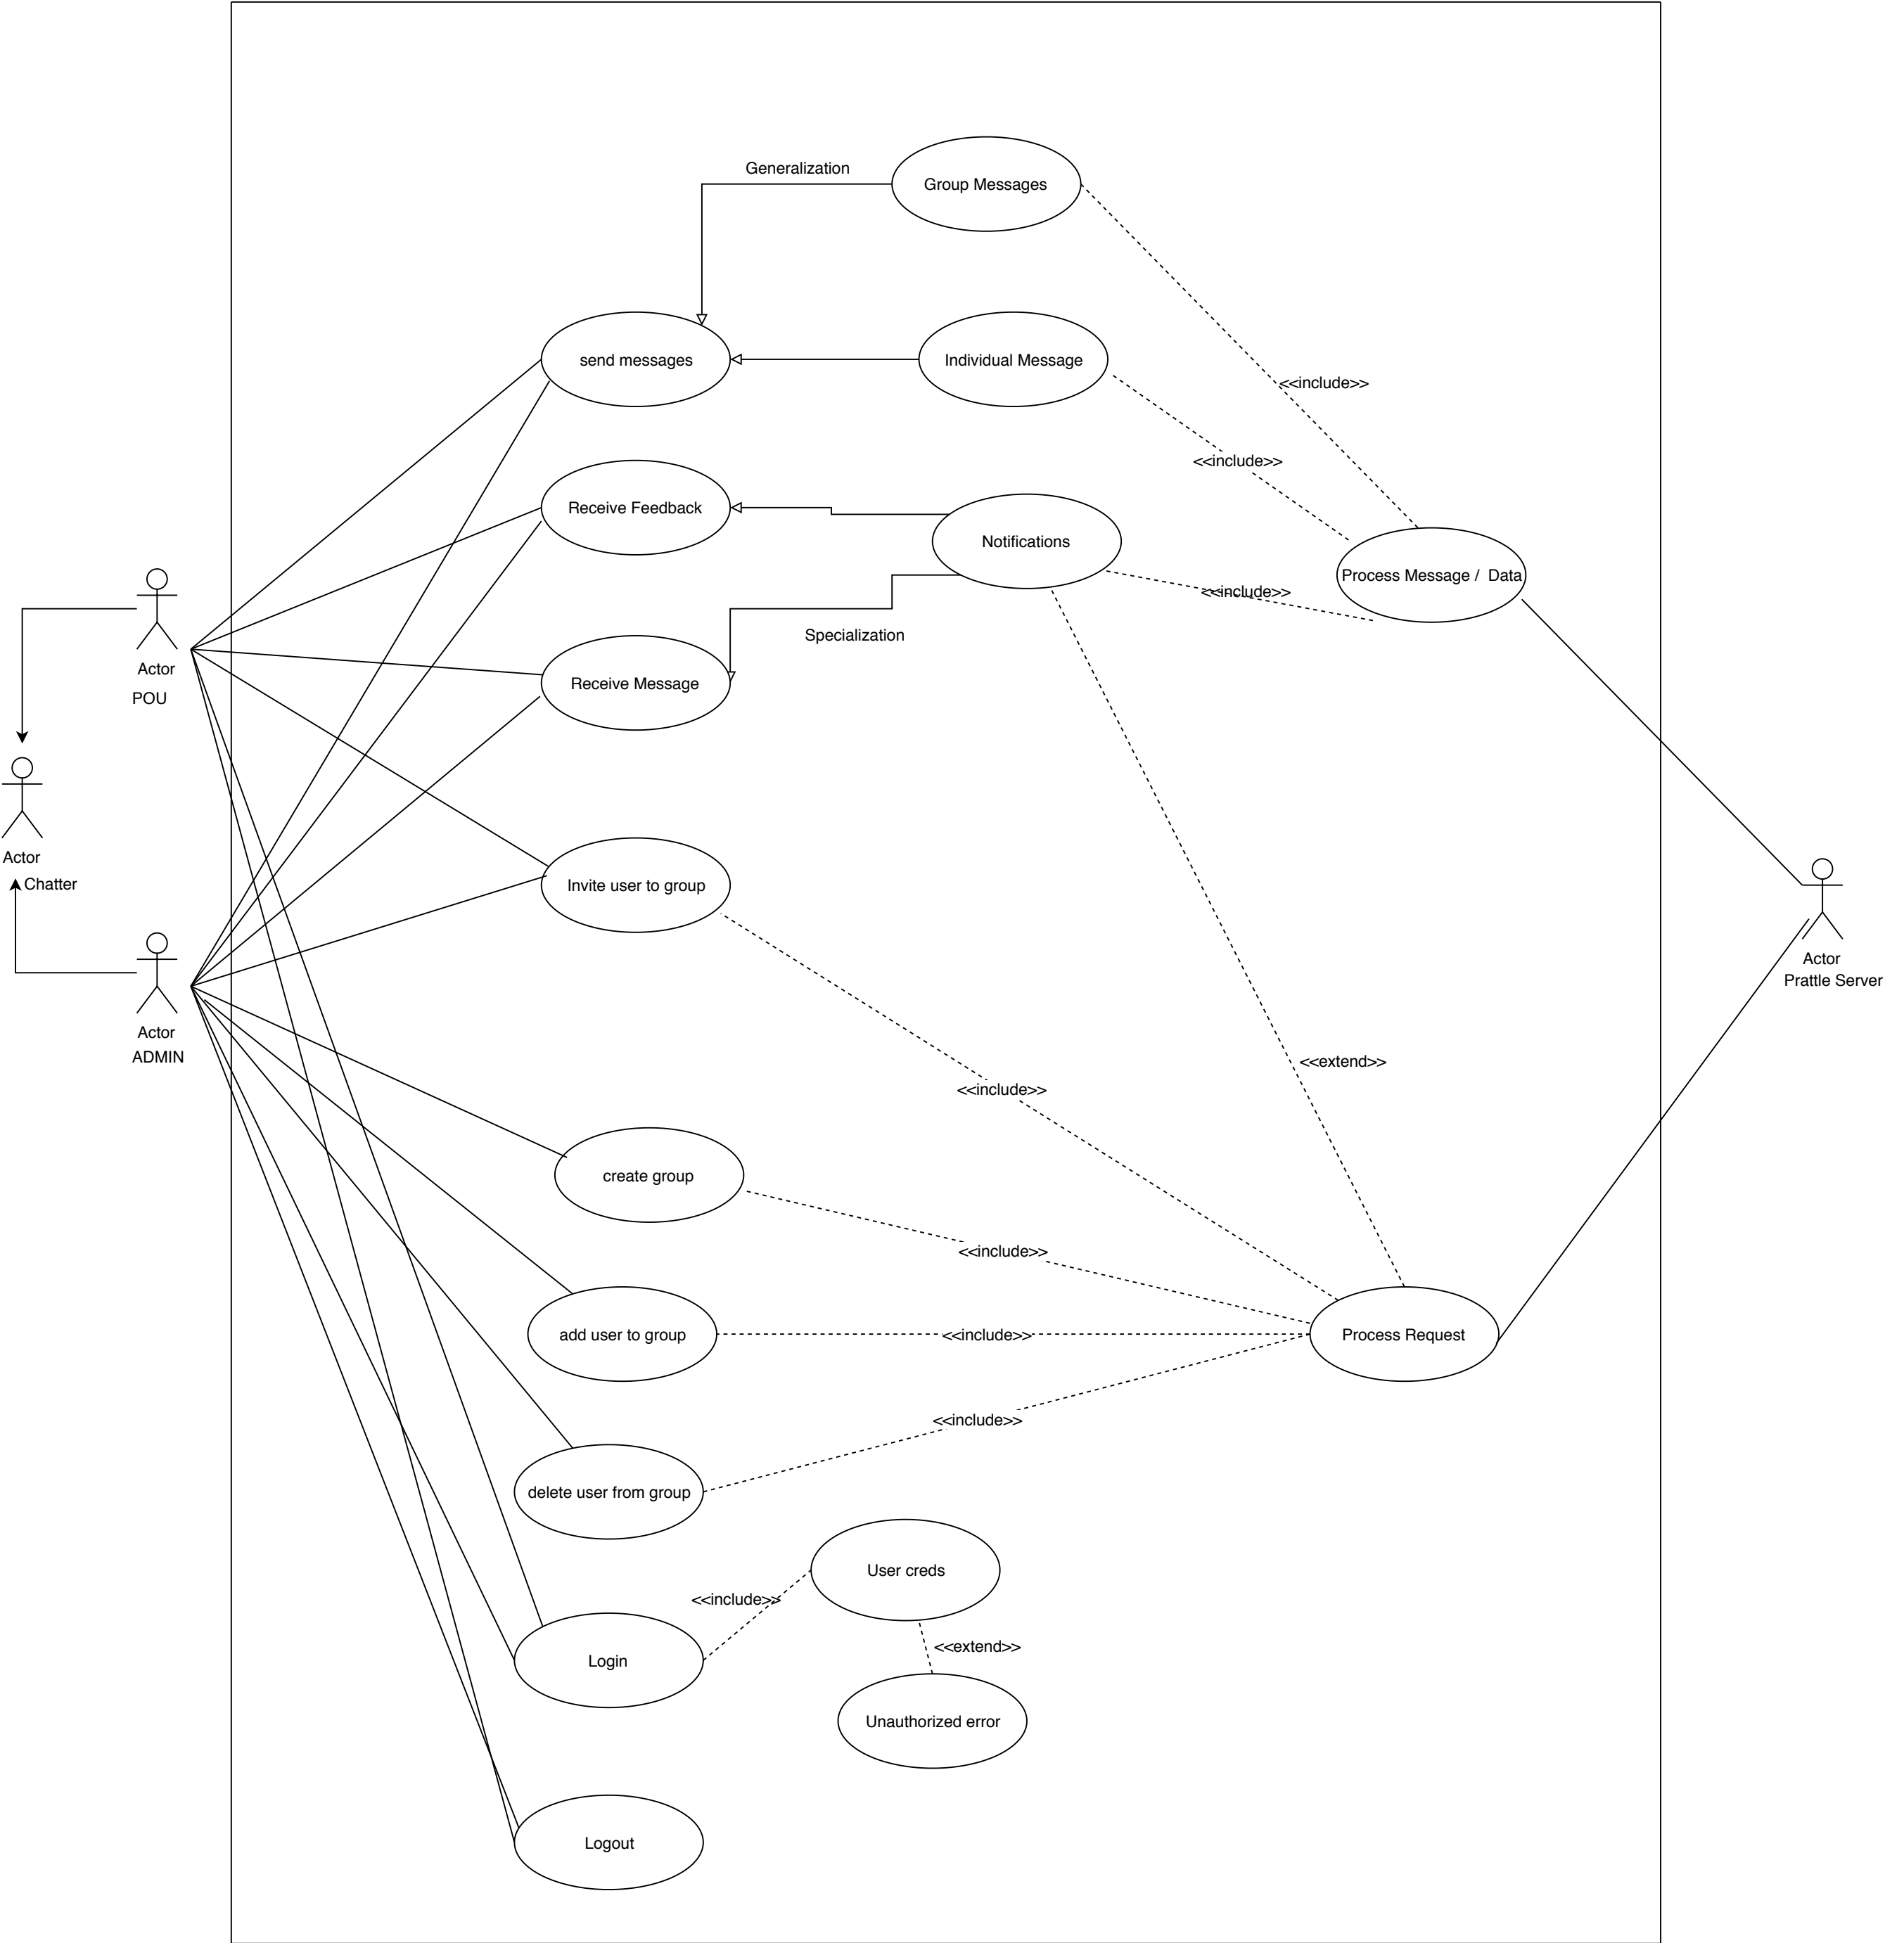 Generalization
Group Messages
send messages
Individual Message
<<include>>
<<include>>
Receive Feedback
Notifications
Process Message /  Data
<<include>>
Specialization
Receive Message
Actor
POU
Actor
Chatter
Invite user to group
Actor
Prattle Server
Actor
ADMIN
<<extend>>
<<include>>
create group
<<include>>
add user to group
<<include>>
Process Request
<<include>>
delete user from group
User creds
<<include>>
<<extend>>
Login
Unauthorized error
Logout